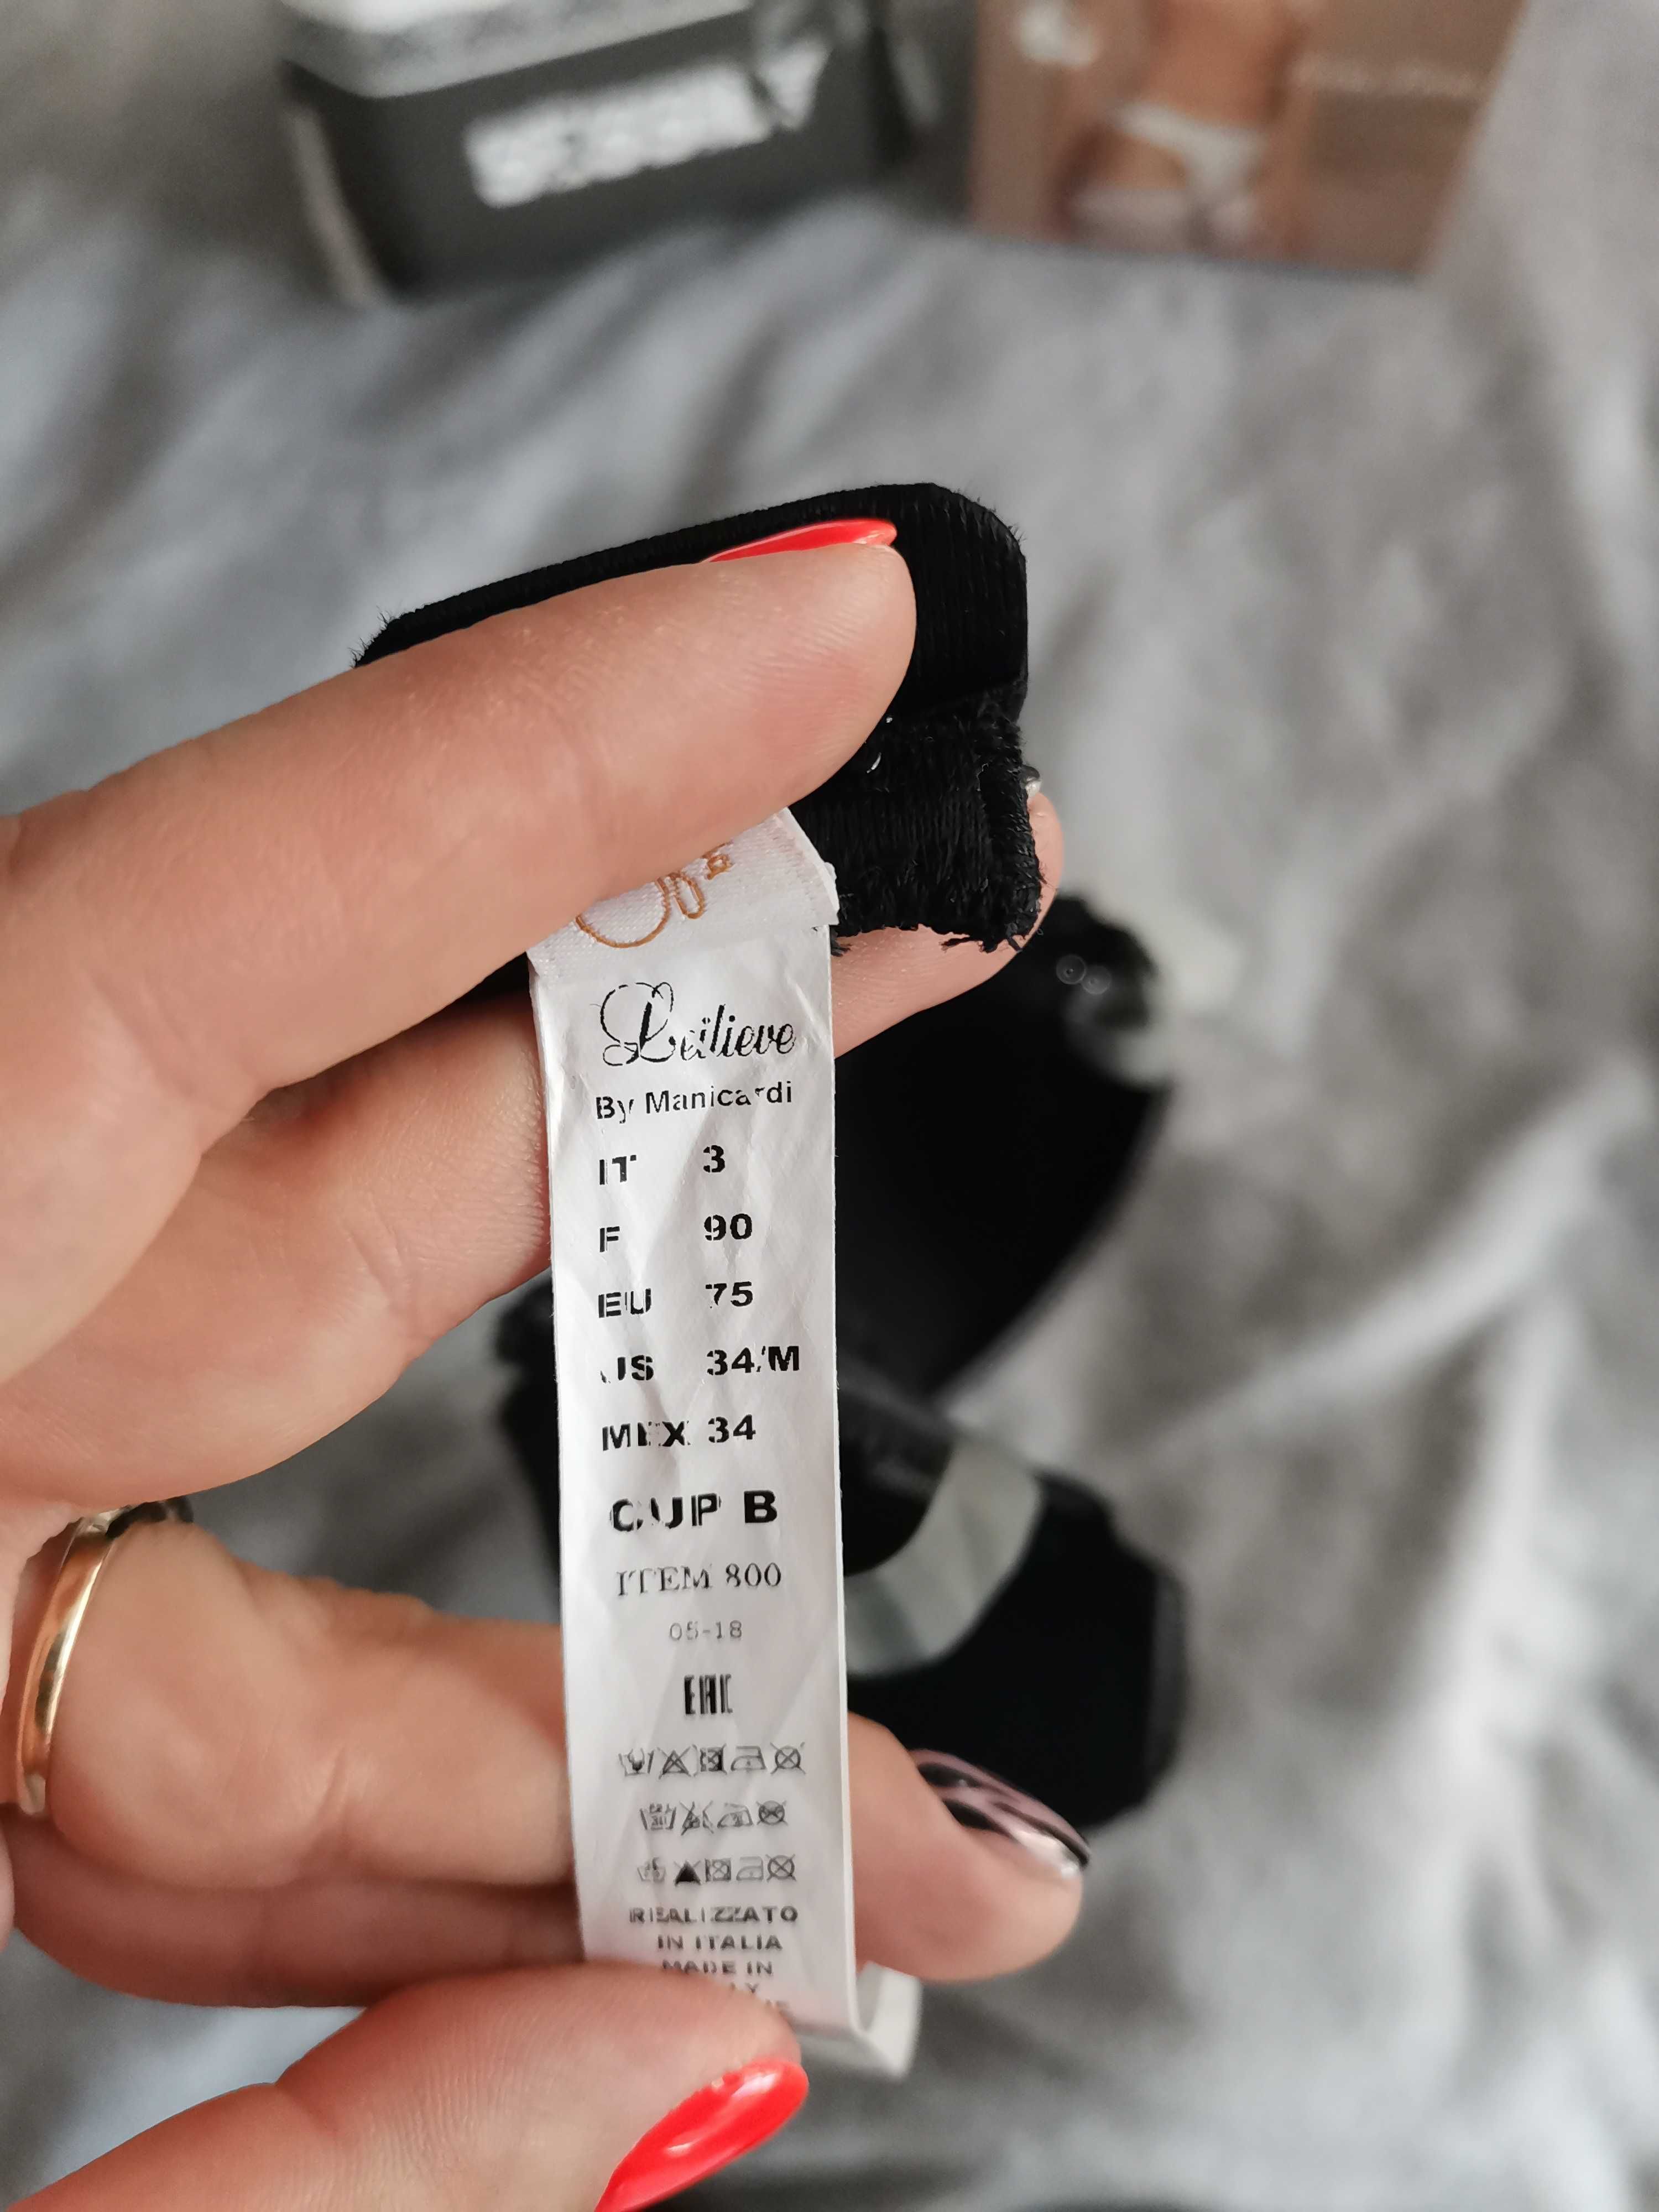 Leilieve
By Manicardi
IT 3
F 90
EU 75
US 34/M
MEX 34
CUP B
ITEM 800
05-18
EAC
REALIZZATO
IN ITALIA
MADE IN